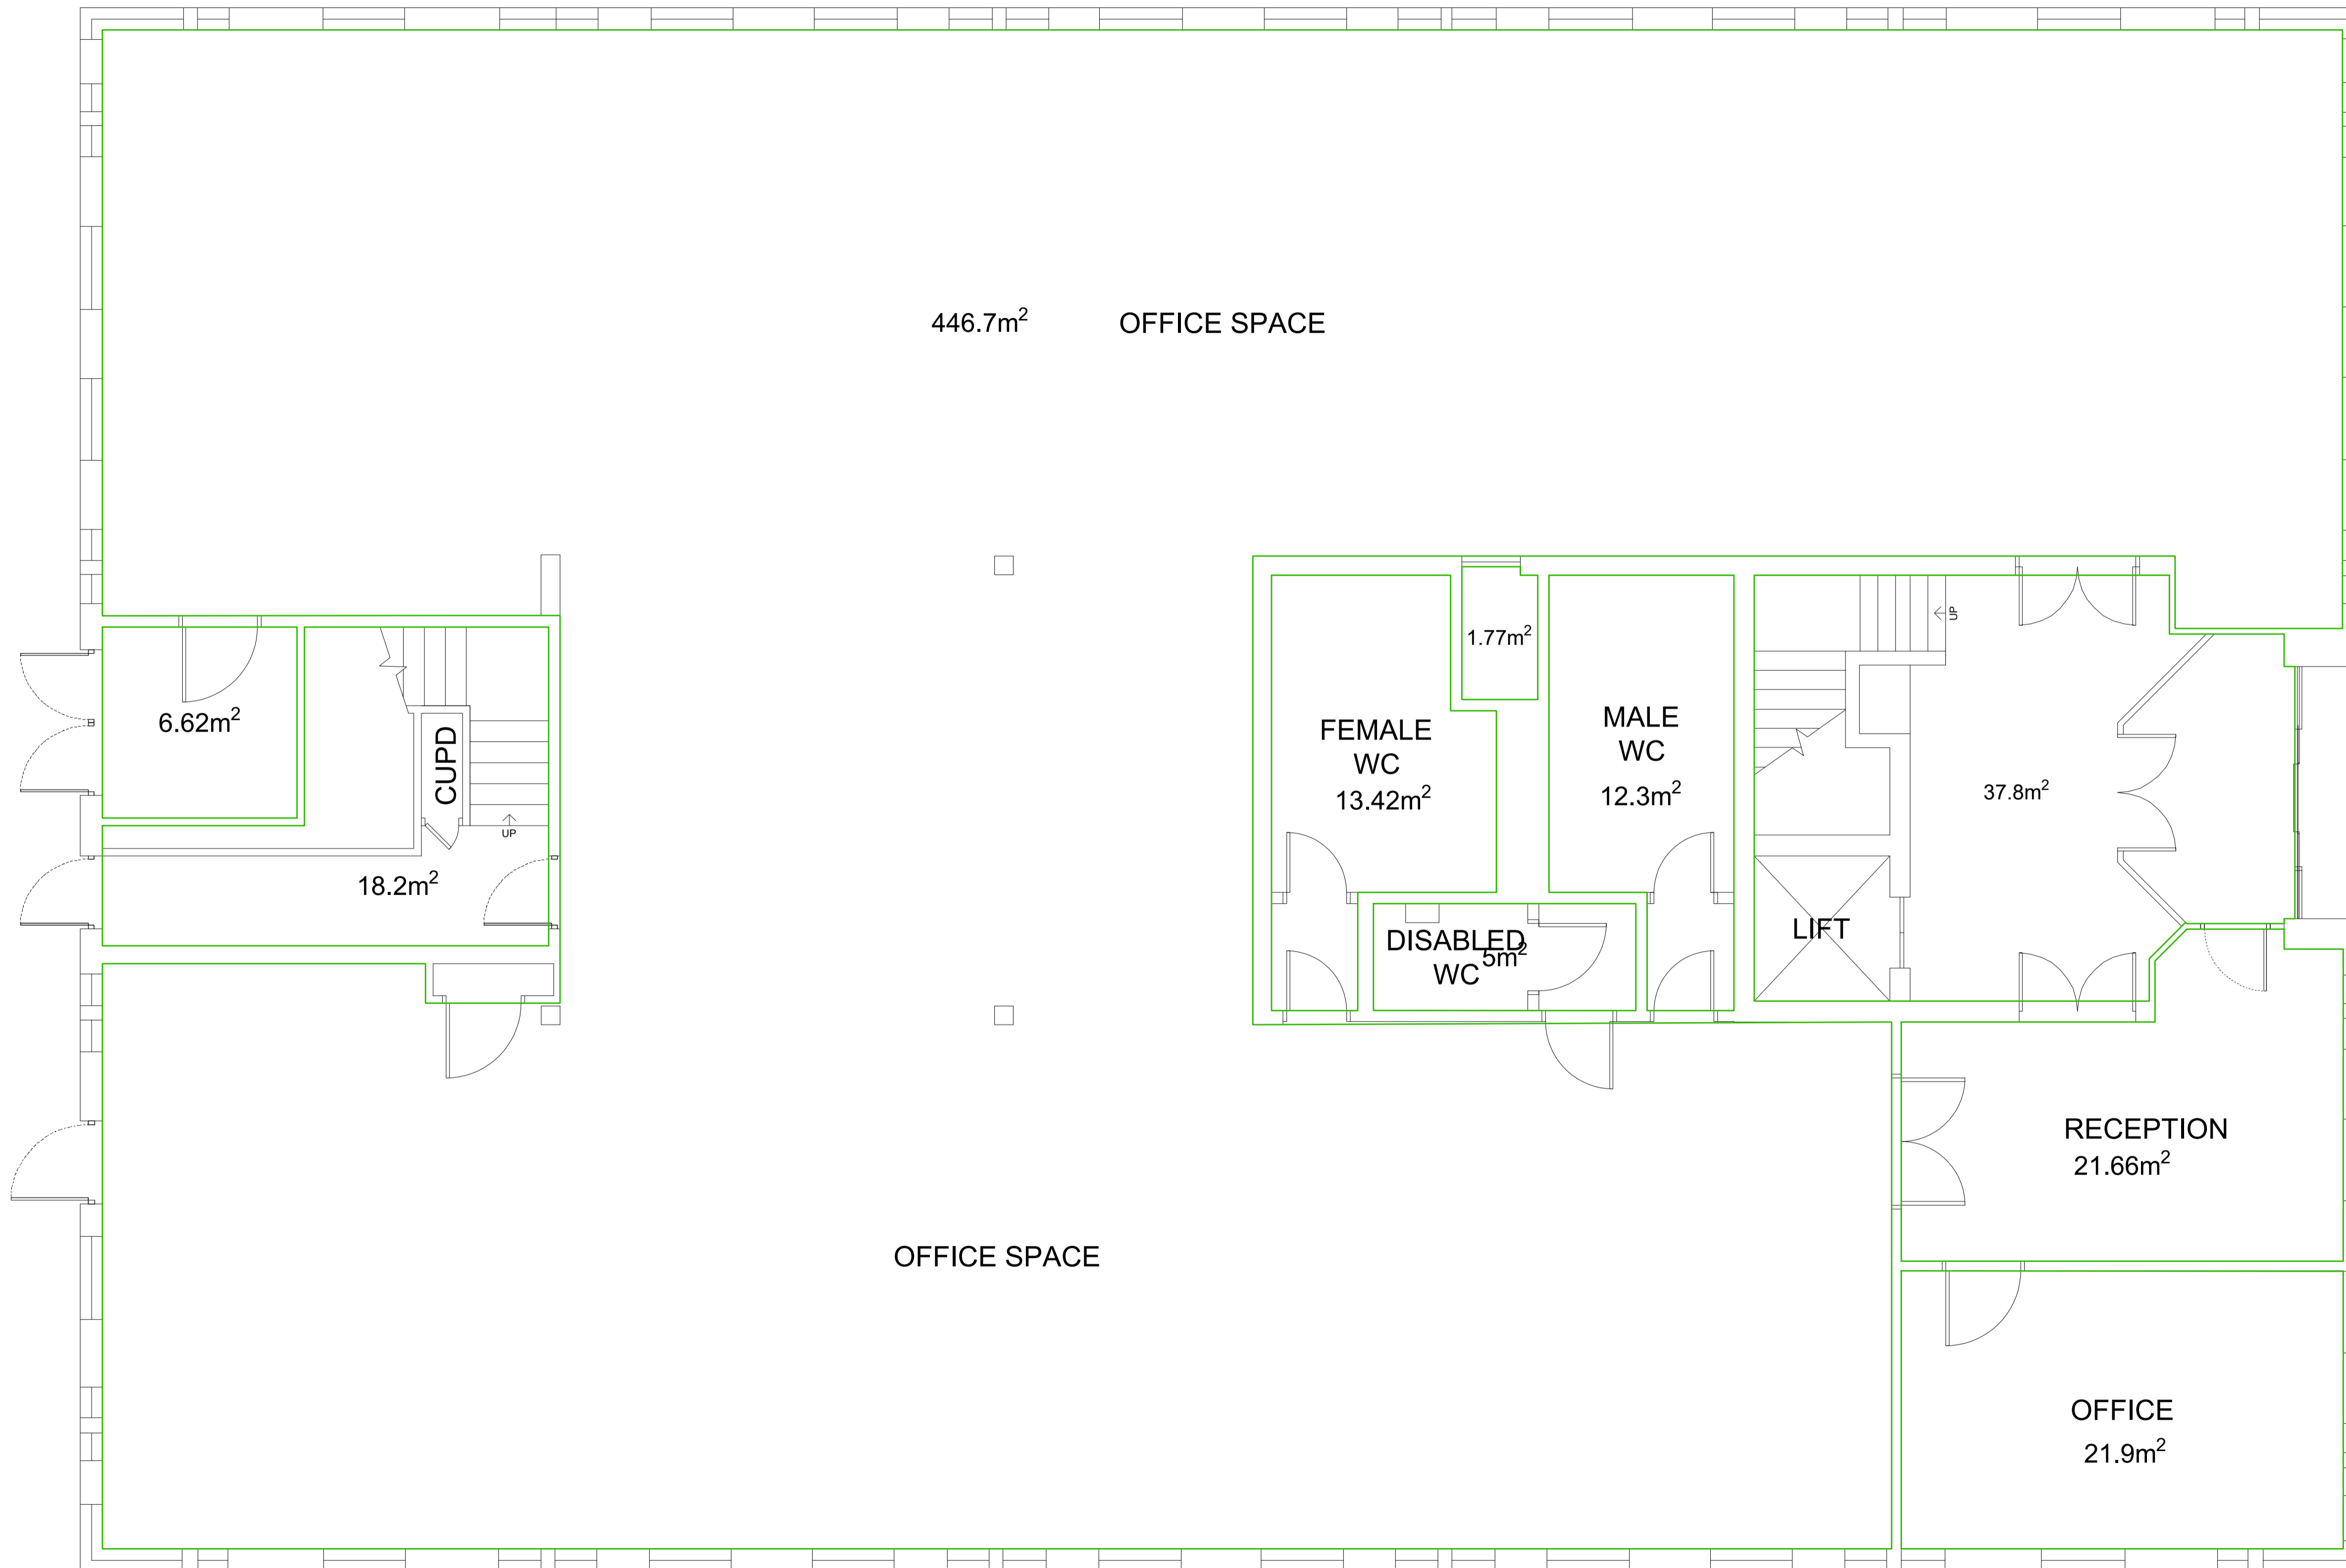 446.7m²
OFFICE SPACE
UP
1.77m²
6.62m²
FEMALE
WC
13.42m²
MALE
WC
12.3m²
CUPD
37.8m²
UP
18.2m²
LIFT
DISABLED
WC
5m²
RECEPTION
21.66m²
OFFICE SPACE
OFFICE
21.9m²